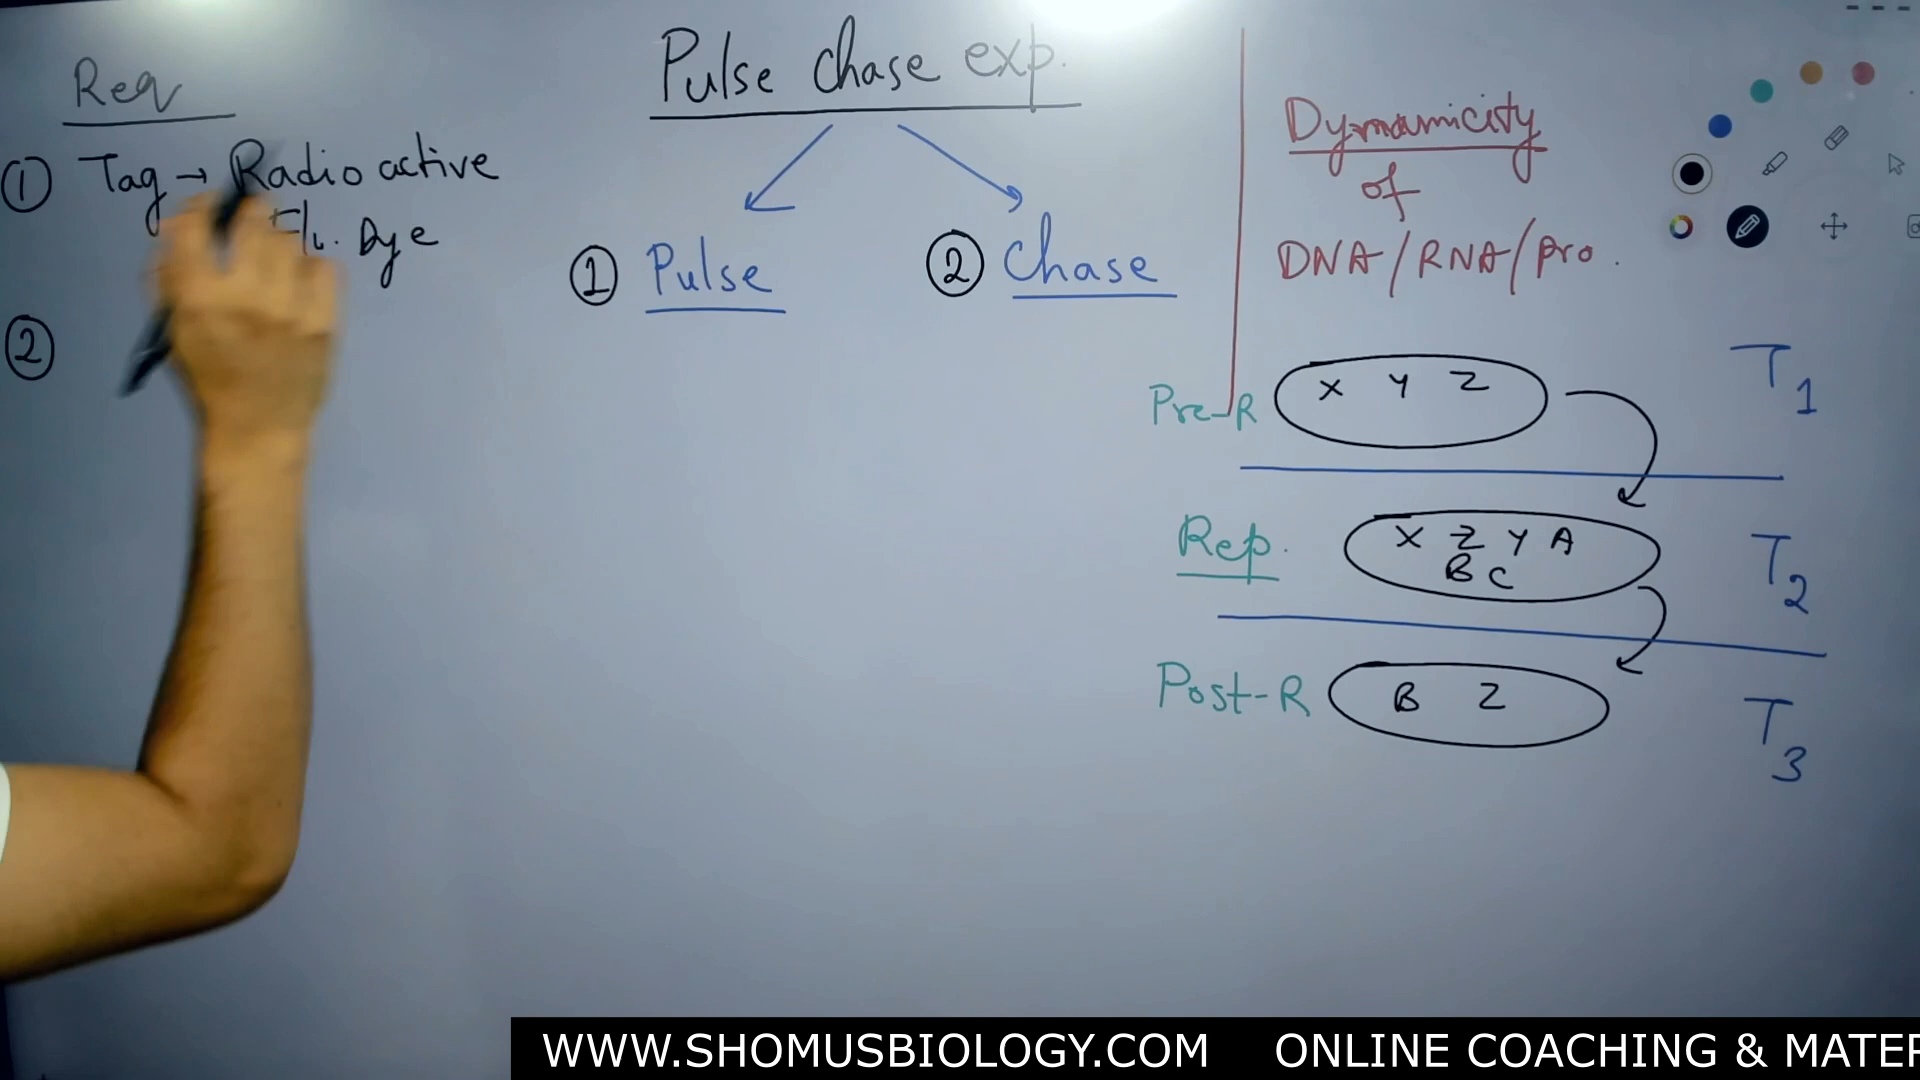 Req
Pulse chase exp.
① Tag → Radio active
Flu. Dye
②
① Pulse
② Chase
Dynamicity
of
DNA/RNA/pro.
Pre-R
X Y Z
T1
Rep.
X Z Y A
B C
T2
Post-R
B Z
T3
WWW.SHOMUSBIOLOGY.COM ONLINE COACHING & MATER